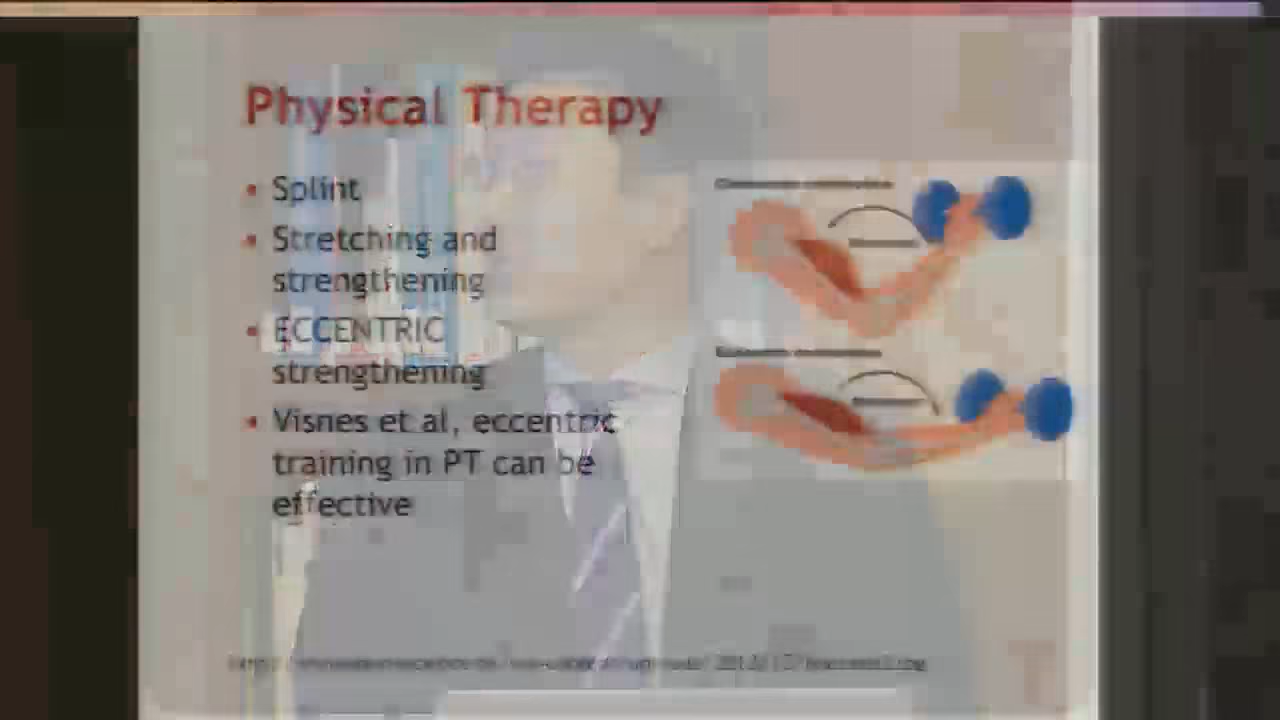 Physical Therapy
• Splint
• Stretching and
strengthening
• ECCENTRIC
strengthening
• Visnes et al, eccentric
training in PT can be
effective